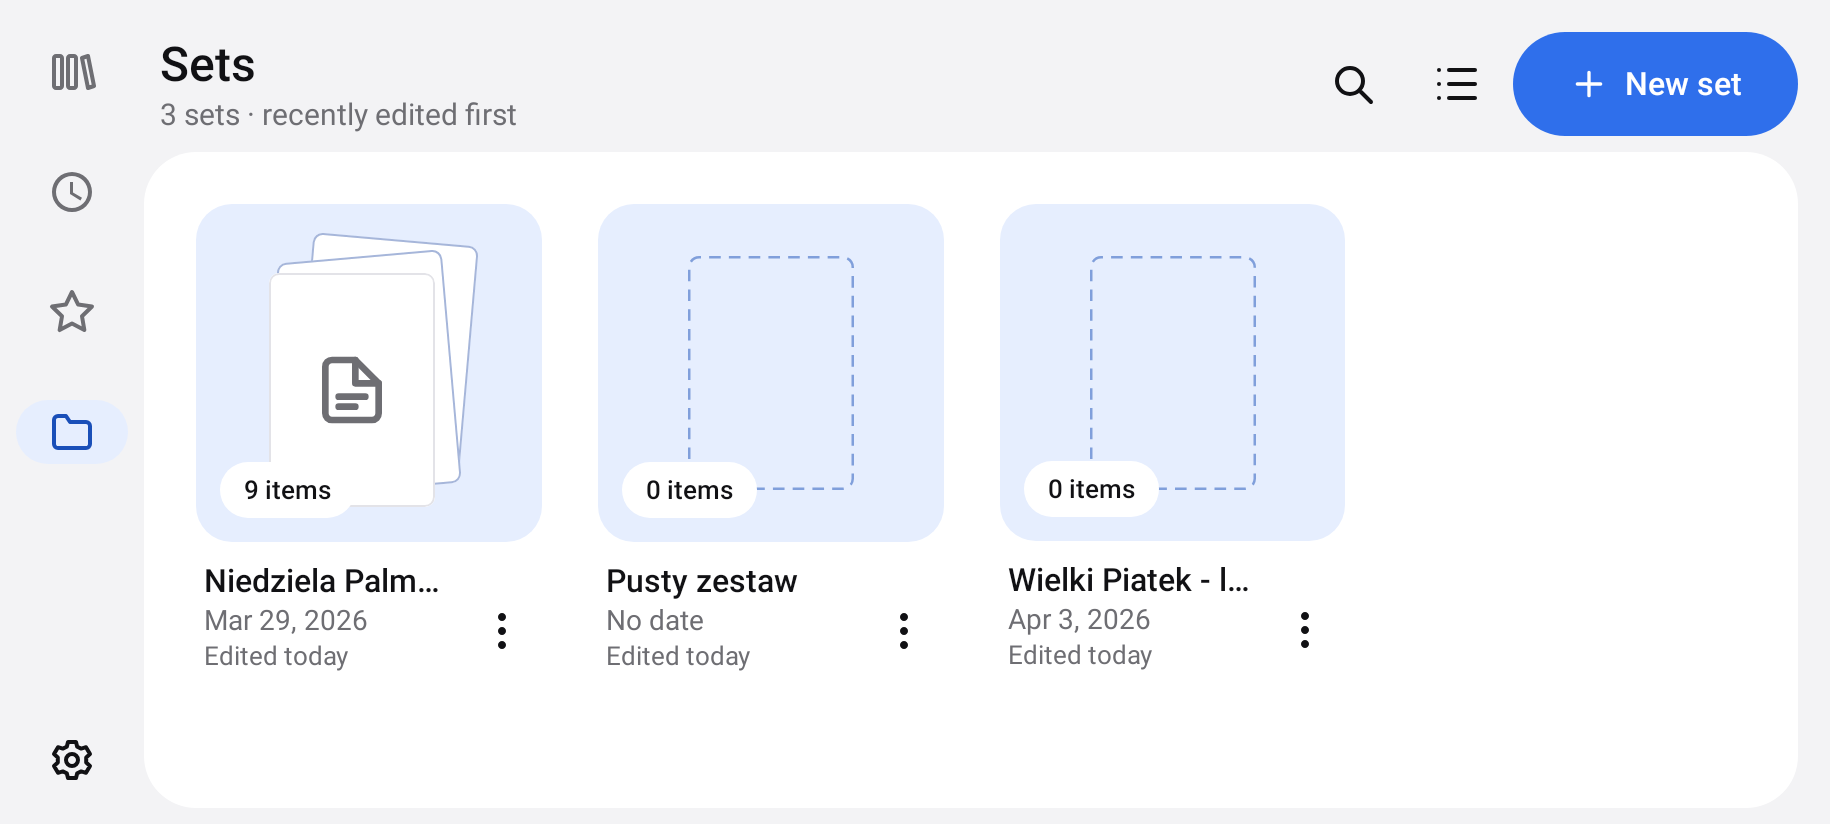 Sets
3 sets · recently edited first
New set
9 items
0 items
0 items
Niedziela Palm...
Mar 29, 2026
Edited today
Pusty zestaw
No date
Edited today
Wielki Piatek - l...
Apr 3, 2026
Edited today